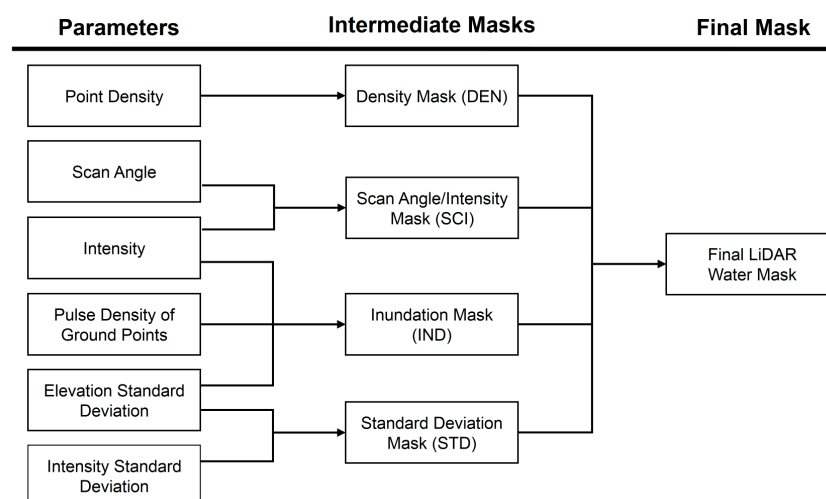 Parameters
Intermediate Masks
Final Mask
Point Density
Density Mask (DEN)
Scan Angle
Scan Angle/Intensity
Mask (SCI)
Intensity
Final LiDAR
Water Mask
Pulse Density of
Ground Points
Inundation Mask
(IND)
Elevation Standard
Deviation
Standard Deviation
Mask (STD)
Intensity Standard
Deviation